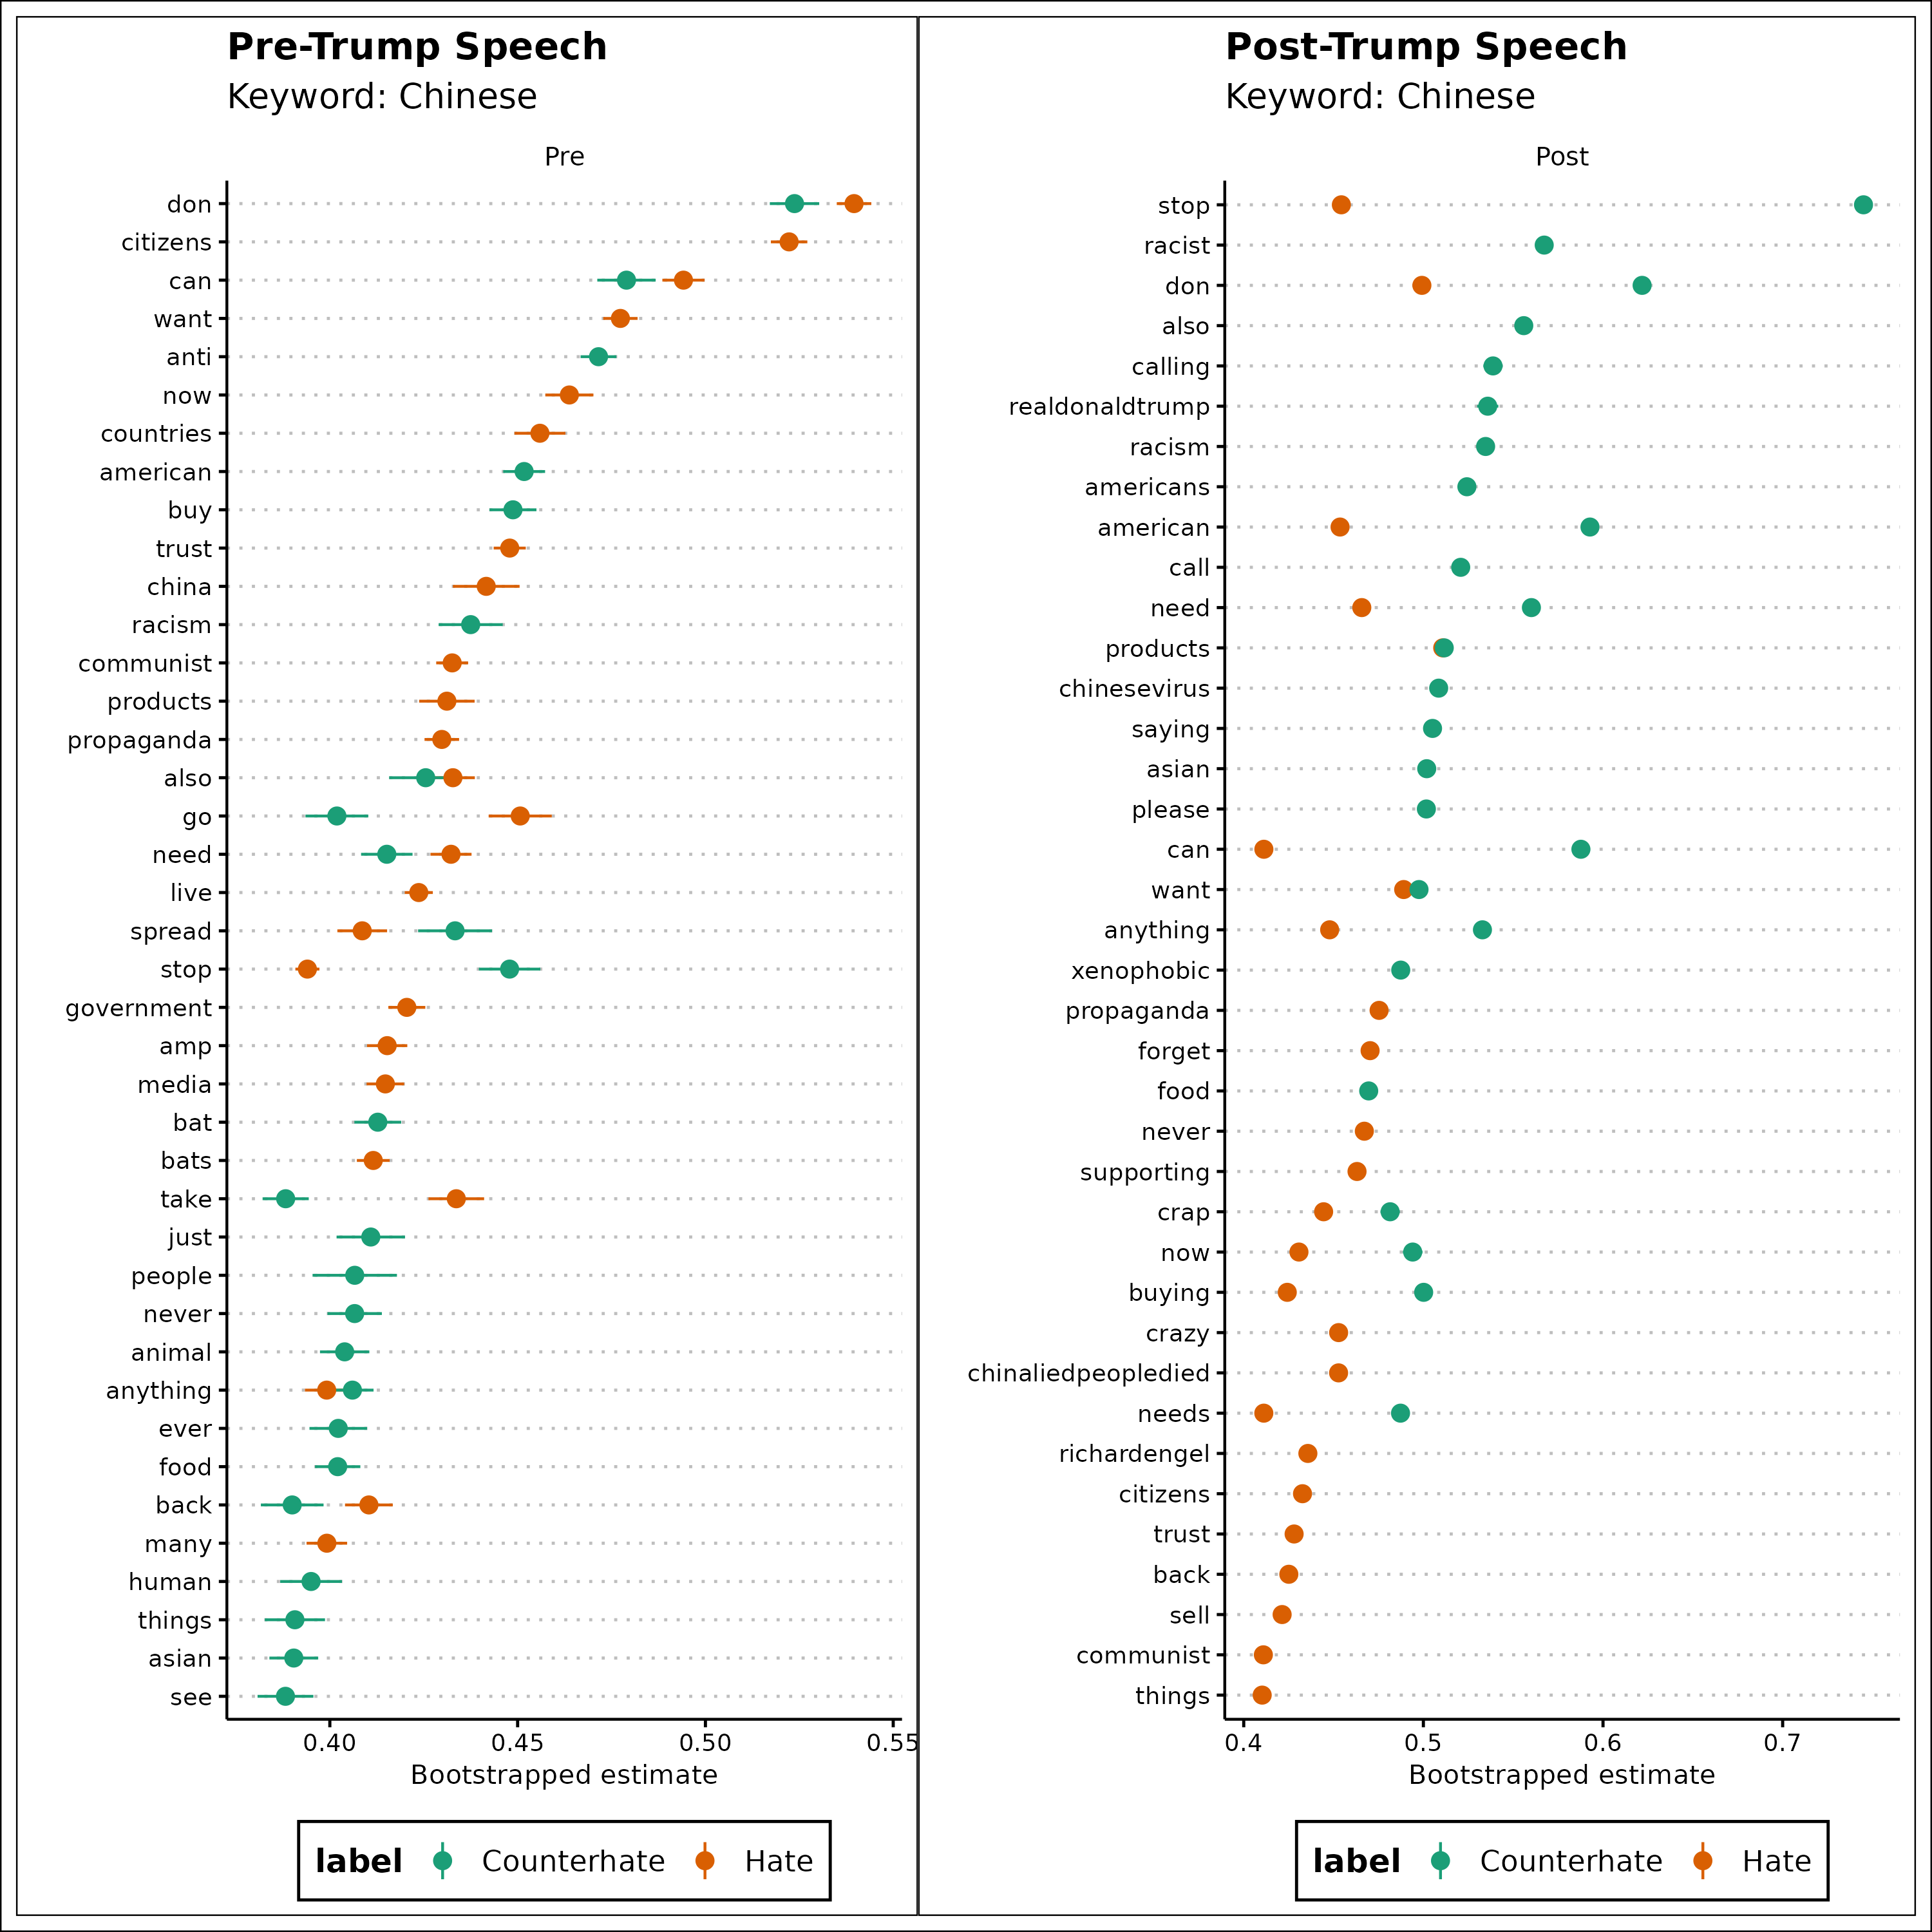 Pre-Trump Speech
Keyword: Chinese
Pre
don
citizens
can
want
anti
now
countries
american
buy
trust
china
racism
communist
products
propaganda
also
go
need
live
spread
stop
government
amp
media
bat
bats
take
just
people
never
animal
anything
ever
food
back
many
human
things
asian
see
0.40 0.45 0.50 0.55
Bootstrapped estimate
label Counterhate Hate
Post-Trump Speech
Keyword: Chinese
Post
stop
racist
don
also
calling
realdonaldtrump
racism
americans
american
call
need
products
chinesevirus
saying
asian
please
can
want
anything
xenophobic
propaganda
forget
food
never
supporting
crap
now
buying
crazy
chinaliedpeopledied
needs
richardengel
citizens
trust
back
sell
communist
things
0.4 0.5 0.6 0.7
Bootstrapped estimate
label Counterhate Hate